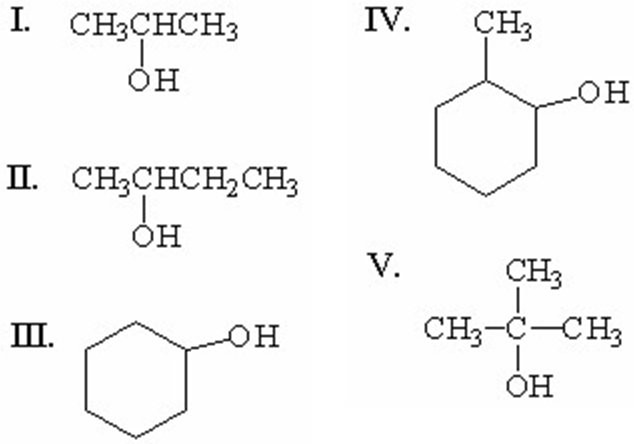 I. CH₃CHCH₃
OH
II. CH₃CHCH₂CH₃
OH
III. OH
IV. CH₃
OH
V. CH₃
CH₃–C–CH₃
OH